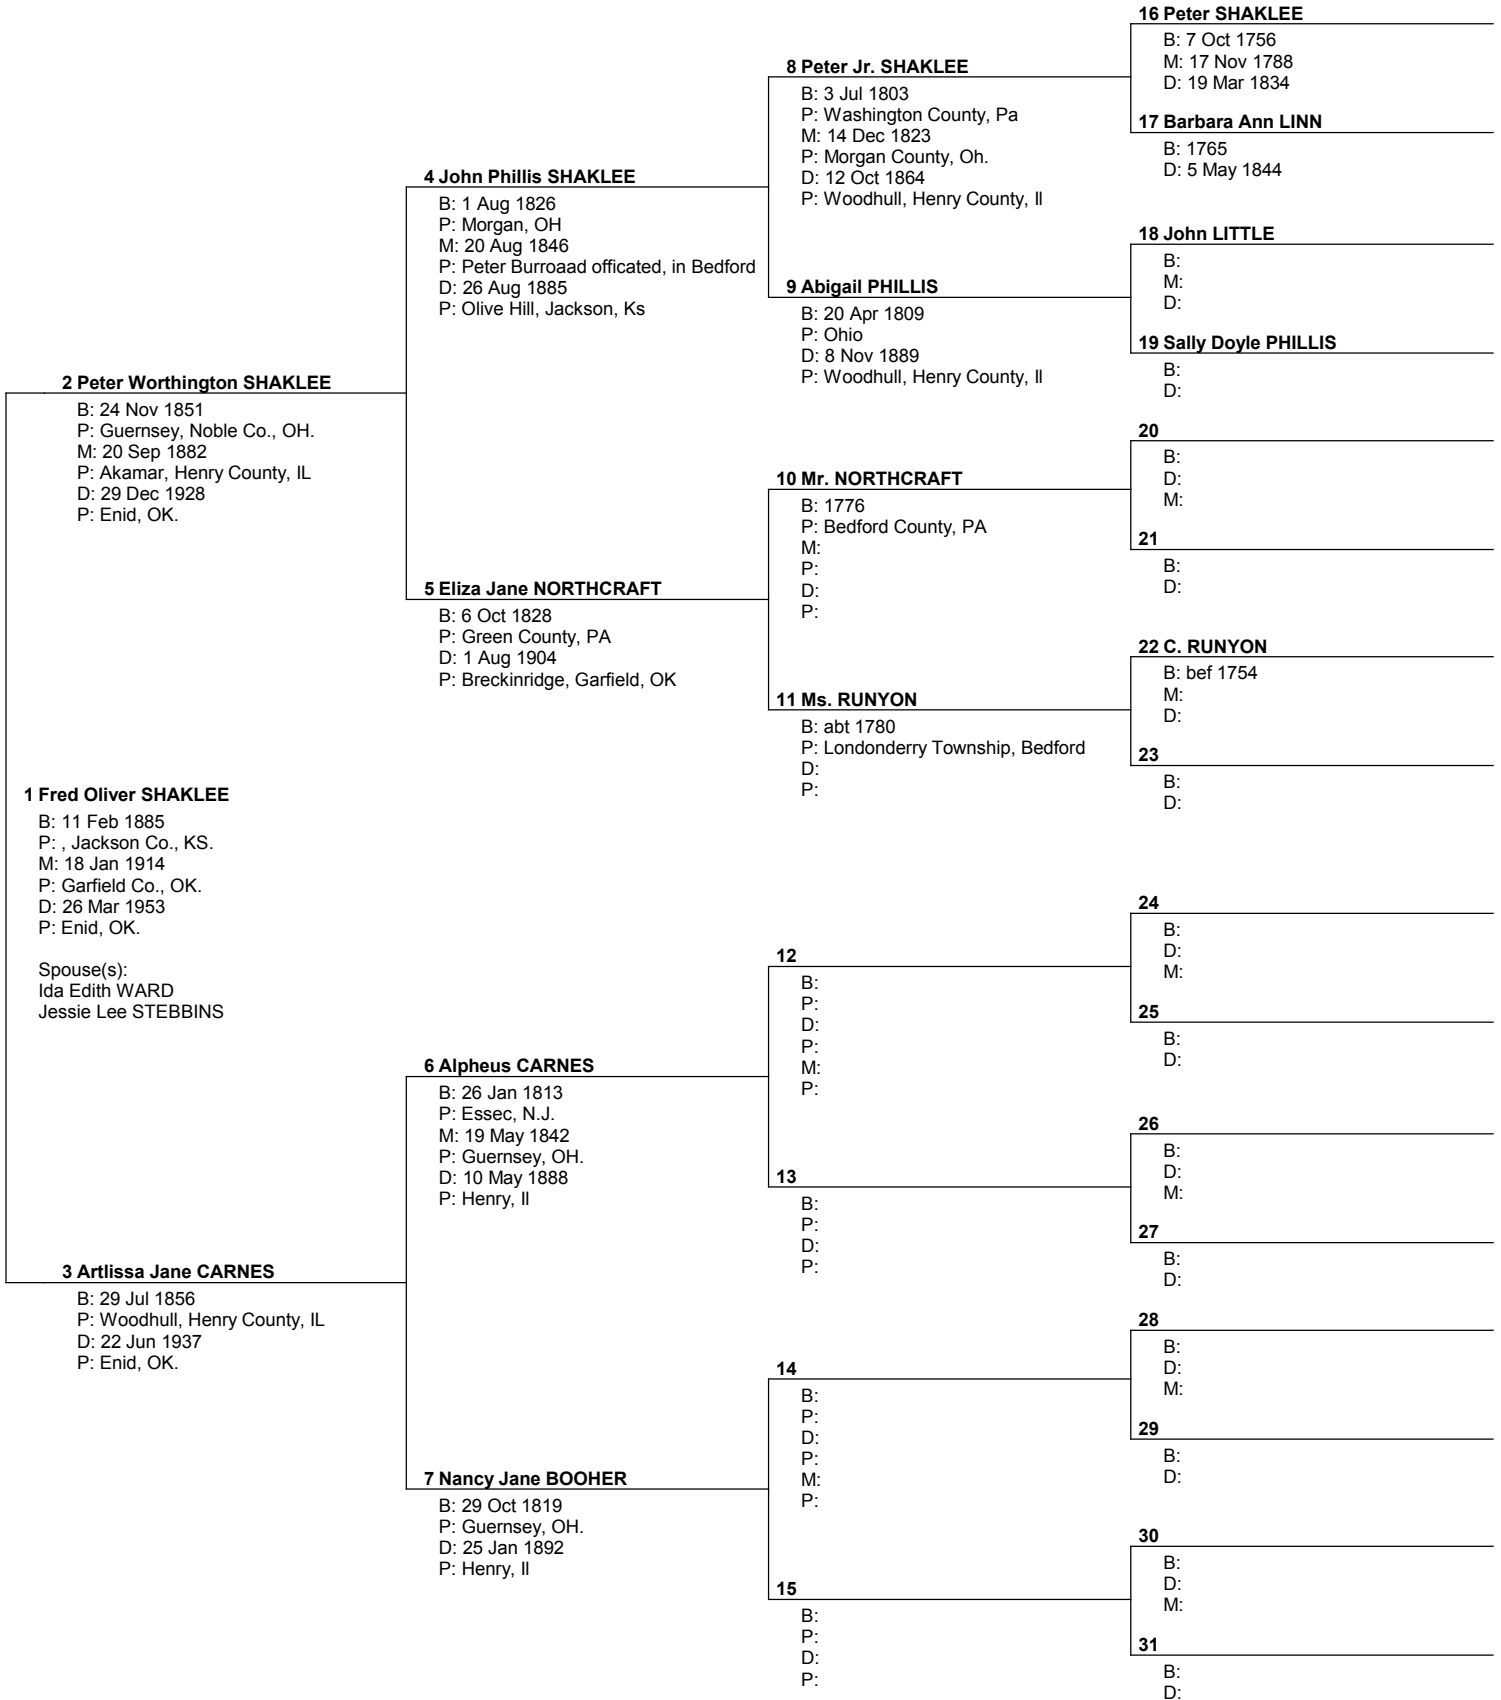 16 Peter SHAKLEE
B: 7 Oct 1756
M: 17 Nov 1788
D: 19 Mar 1834
8 Peter Jr. SHAKLEE
B: 3 Jul 1803
P: Washington County, Pa
M: 14 Dec 1823
P: Morgan County, Oh.
D: 12 Oct 1864
P: Woodhull, Henry County, Il
17 Barbara Ann LINN
B: 1765
D: 5 May 1844
4 John Phillis SHAKLEE
B: 1 Aug 1826
P: Morgan, OH
M: 20 Aug 1846
P: Peter Burroaad officated, in Bedford
D: 26 Aug 1885
P: Olive Hill, Jackson, Ks
18 John LITTLE
B:
M:
D:
9 Abigail PHILLIS
B: 20 Apr 1809
P: Ohio
D: 8 Nov 1889
P: Woodhull, Henry County, Il
19 Sally Doyle PHILLIS
B:
D:
2 Peter Worthington SHAKLEE
B: 24 Nov 1851
P: Guernsey, Noble Co., OH.
M: 20 Sep 1882
P: Akamar, Henry County, IL
D: 29 Dec 1928
P: Enid, OK.
20
B:
D:
M:
10 Mr. NORTHCRAFT
B: 1776
P: Bedford County, PA
M:
P:
D:
P:
21
B:
D:
5 Eliza Jane NORTHCRAFT
B: 6 Oct 1828
P: Green County, PA
D: 1 Aug 1904
P: Breckinridge, Garfield, OK
22 C. RUNYON
B: bef 1754
M:
D:
11 Ms. RUNYON
B: abt 1780
P: Londonderry Township, Bedford
D:
P:
23
B:
D:
1 Fred Oliver SHAKLEE
B: 11 Feb 1885
P: , Jackson Co., KS.
M: 18 Jan 1914
P: Garfield Co., OK.
D: 26 Mar 1953
P: Enid, OK.
Spouse(s):
Ida Edith WARD
Jessie Lee STEBBINS
24
B:
D:
M:
12
B:
P:
D:
P:
M:
P:
25
B:
D:
6 Alpheus CARNES
B: 26 Jan 1813
P: Essec, N.J.
M: 19 May 1842
P: Guernsey, OH.
D: 10 May 1888
P: Henry, Il
26
B:
D:
M:
13
B:
P:
D:
P:
27
B:
D:
3 Artlissa Jane CARNES
B: 29 Jul 1856
P: Woodhull, Henry County, IL
D: 22 Jun 1937
P: Enid, OK.
28
B:
D:
M:
14
B:
P:
D:
P:
M:
P:
29
B:
D:
7 Nancy Jane BOOHER
B: 29 Oct 1819
P: Guernsey, OH.
D: 25 Jan 1892
P: Henry, Il
30
B:
D:
M:
15
B:
P:
D:
P:
31
B:
D: